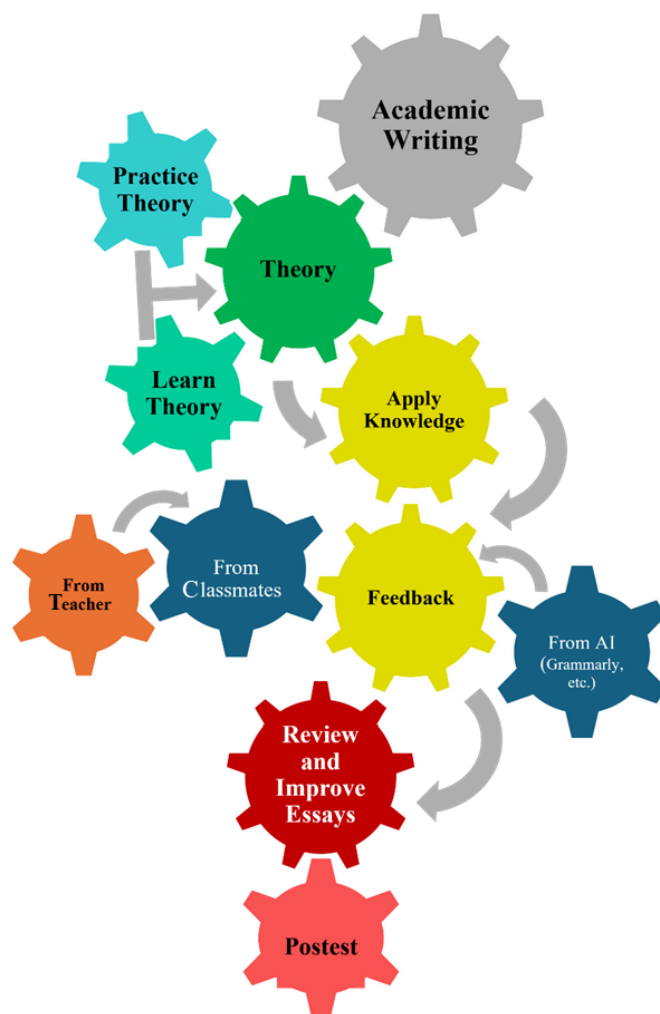 Academic
Writing
Practice
Theory
Theory
Learn
Theory
Apply
Knowledge
From
Teacher
From
Classmates
Feedback
From AI
(Grammarly,
etc.)
Review
and
Improve
Essays
Postest